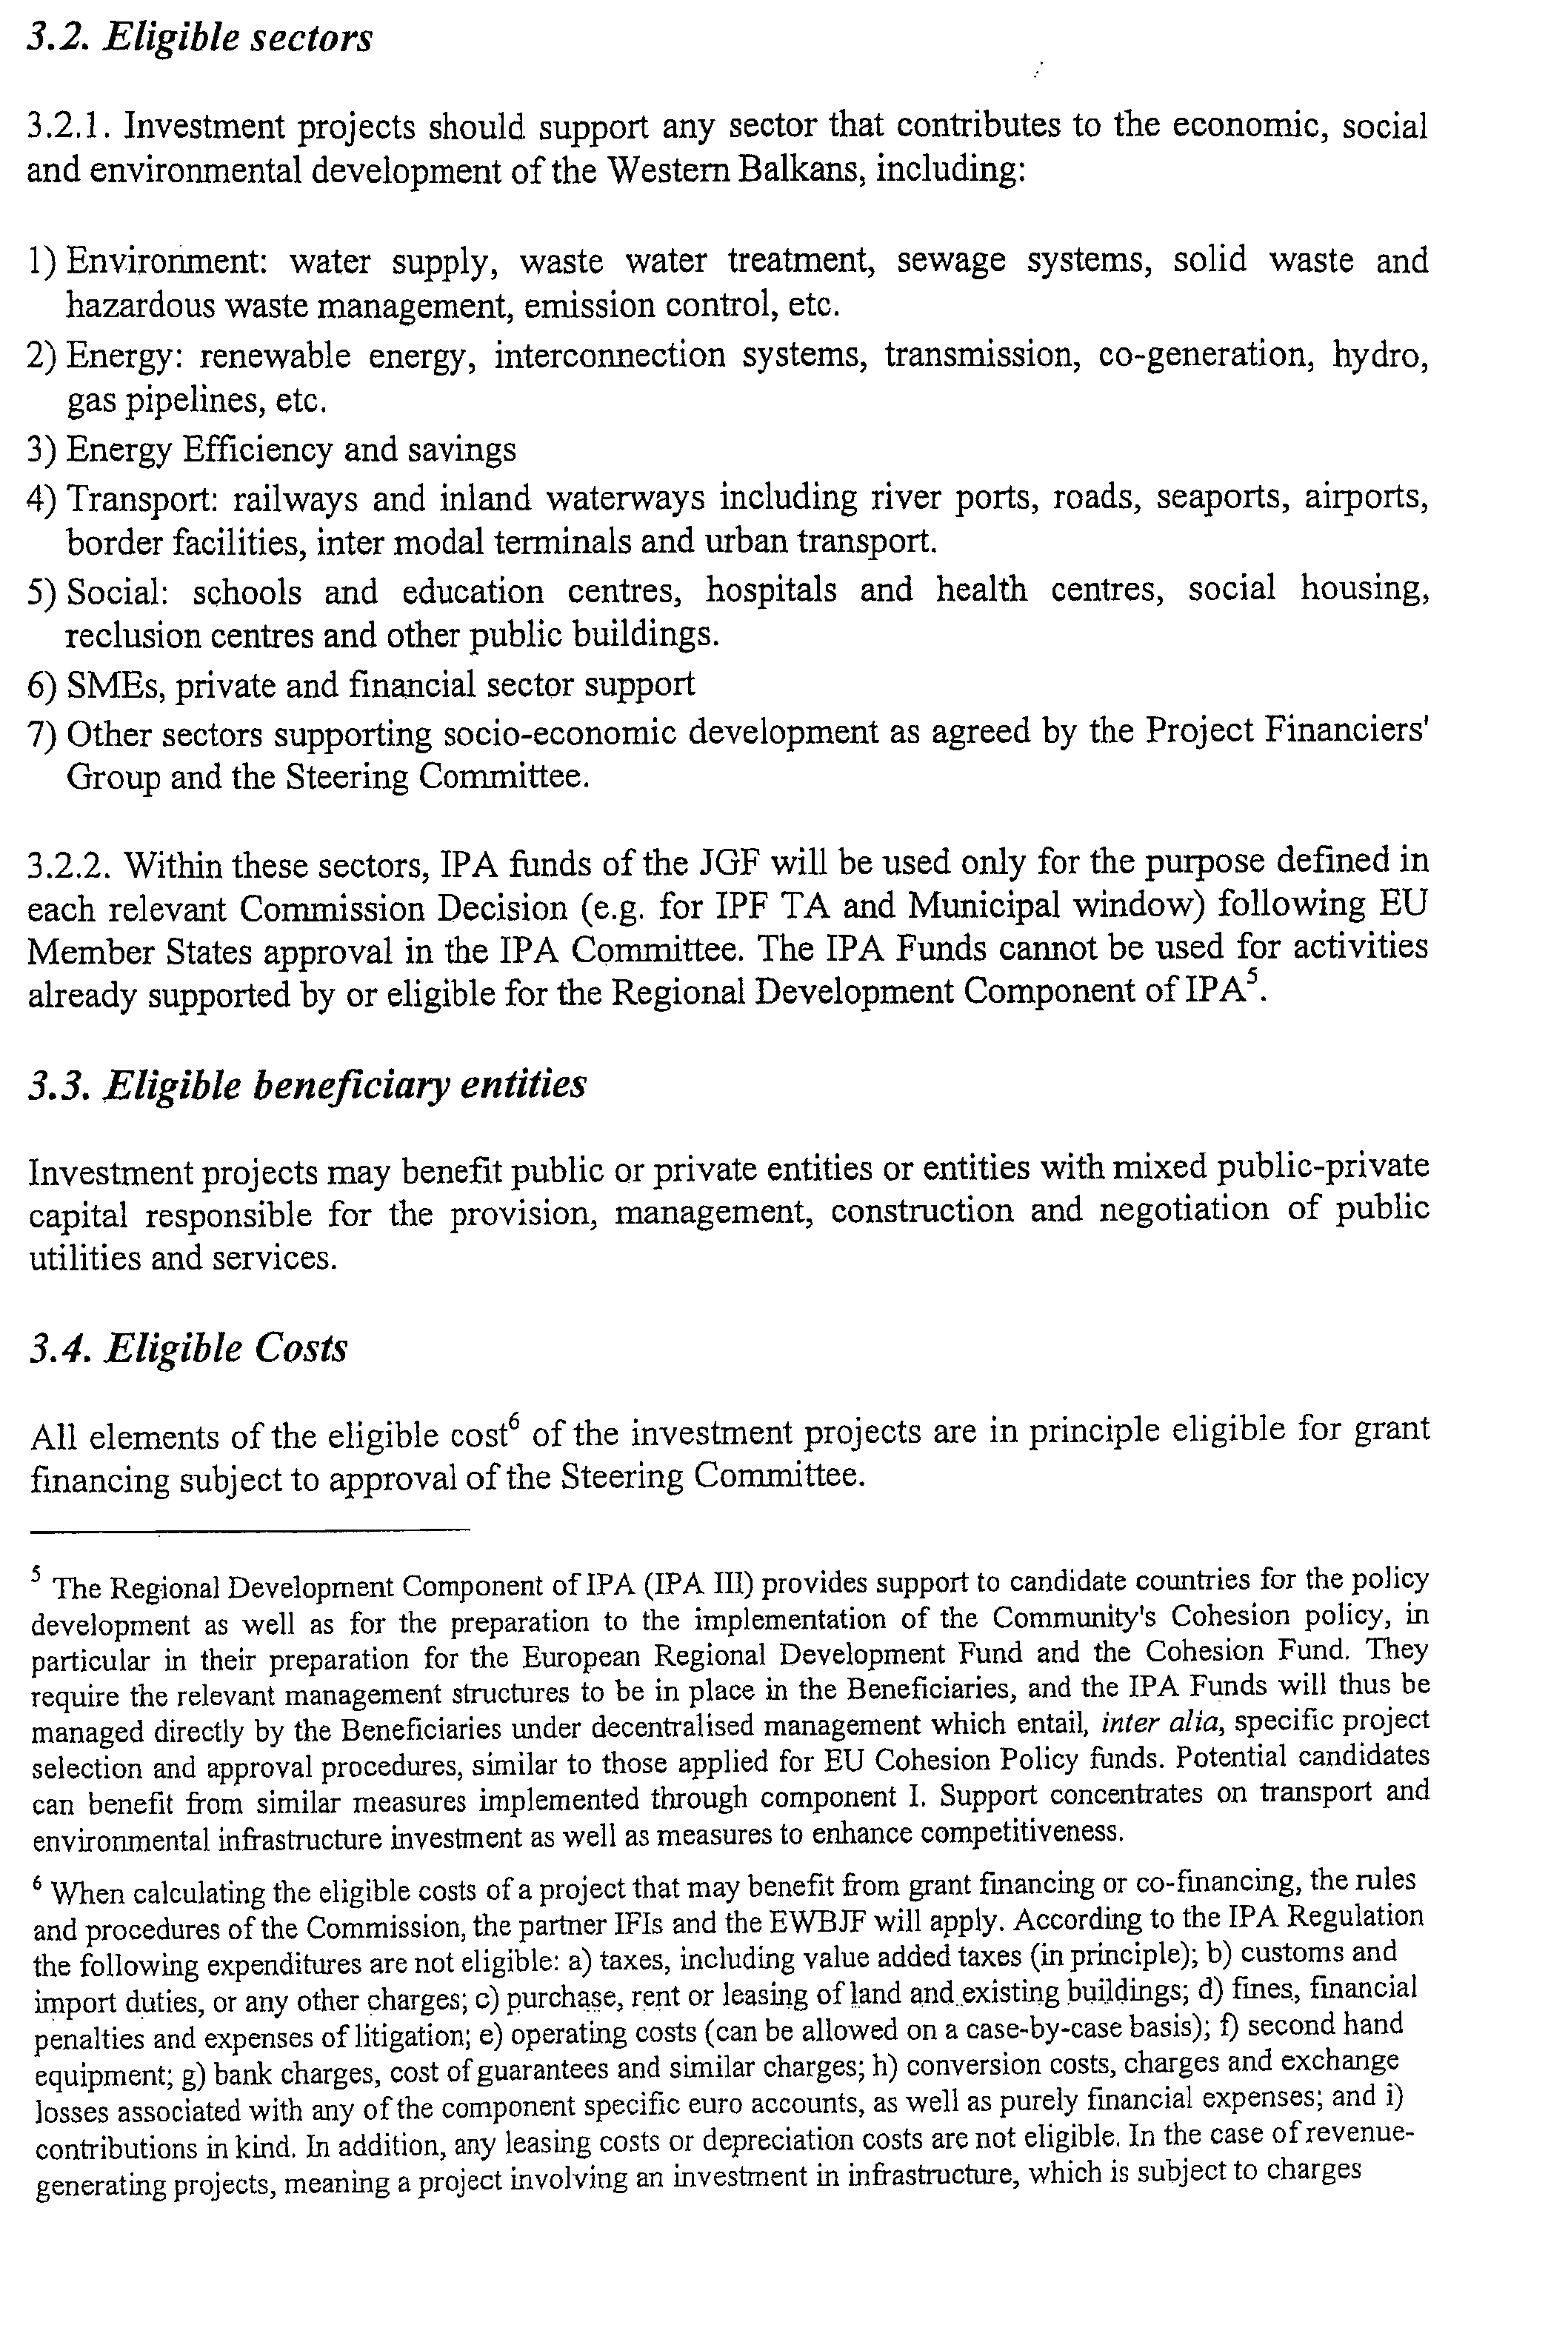 3.2. Eligible sectors
3.2.1. Investment projects should support any sector that contributes to the economic, social
and environmental development of the Western Balkans, including:
1) Environment: water supply, waste water treatment, sewage systems, solid waste and
hazardous waste management, emission control, etc.
2) Energy: renewable energy, interconnection systems, transmission, co-generation, hydro,
gas pipelines, etc.
3) Energy Efficiency and savings
4) Transport: railways and inland waterways including river ports, roads, seaports, airports,
border facilities, inter modal terminals and urban transport.
5) Social: schools and education centres, hospitals and health centres, social housing,
reclusion centres and other public buildings.
6) SMEs, private and financial sector support
7) Other sectors supporting socio-economic development as agreed by the Project Financiers'
Group and the Steering Committee.
3.2.2. Within these sectors, IPA funds of the JGF will be used only for the purpose defined in
each relevant Commission Decision (e.g. for IPF TA and Municipal window) following EU
Member States approval in the IPA Committee. The IPA Funds cannot be used for activities
already supported by or eligible for the Regional Development Component of IPA⁵.
3.3. Eligible beneficiary entities
Investment projects may benefit public or private entities or entities with mixed public-private
capital responsible for the provision, management, construction and negotiation of public
utilities and services.
3.4. Eligible Costs
All elements of the eligible cost⁶ of the investment projects are in principle eligible for grant
financing subject to approval of the Steering Committee.
⁵ The Regional Development Component of IPA (IPA III) provides support to candidate countries for the policy
development as well as for the preparation to the implementation of the Community's Cohesion policy, in
particular in their preparation for the European Regional Development Fund and the Cohesion Fund. They
require the relevant management structures to be in place in the Beneficiaries, and the IPA Funds will thus be
managed directly by the Beneficiaries under decentralised management which entail, inter alia, specific project
selection and approval procedures, similar to those applied for EU Cohesion Policy funds. Potential candidates
can benefit from similar measures implemented through component I. Support concentrates on transport and
environmental infrastructure investment as well as measures to enhance competitiveness.
⁶ When calculating the eligible costs of a project that may benefit from grant financing or co-financing, the rules
and procedures of the Commission, the partner IFIs and the EWBJF will apply. According to the IPA Regulation
the following expenditures are not eligible: a) taxes, including value added taxes (in principle); b) customs and
import duties, or any other charges; c) purchase, rent or leasing of land and existing buildings; d) fines, financial
penalties and expenses of litigation; e) operating costs (can be allowed on a case-by-case basis); f) second hand
equipment; g) bank charges, cost of guarantees and similar charges; h) conversion costs, charges and exchange
losses associated with any of the component specific euro accounts, as well as purely financial expenses; and i)
contributions in kind. In addition, any leasing costs or depreciation costs are not eligible. In the case of revenue-
generating projects, meaning a project involving an investment in infrastructure, which is subject to charges